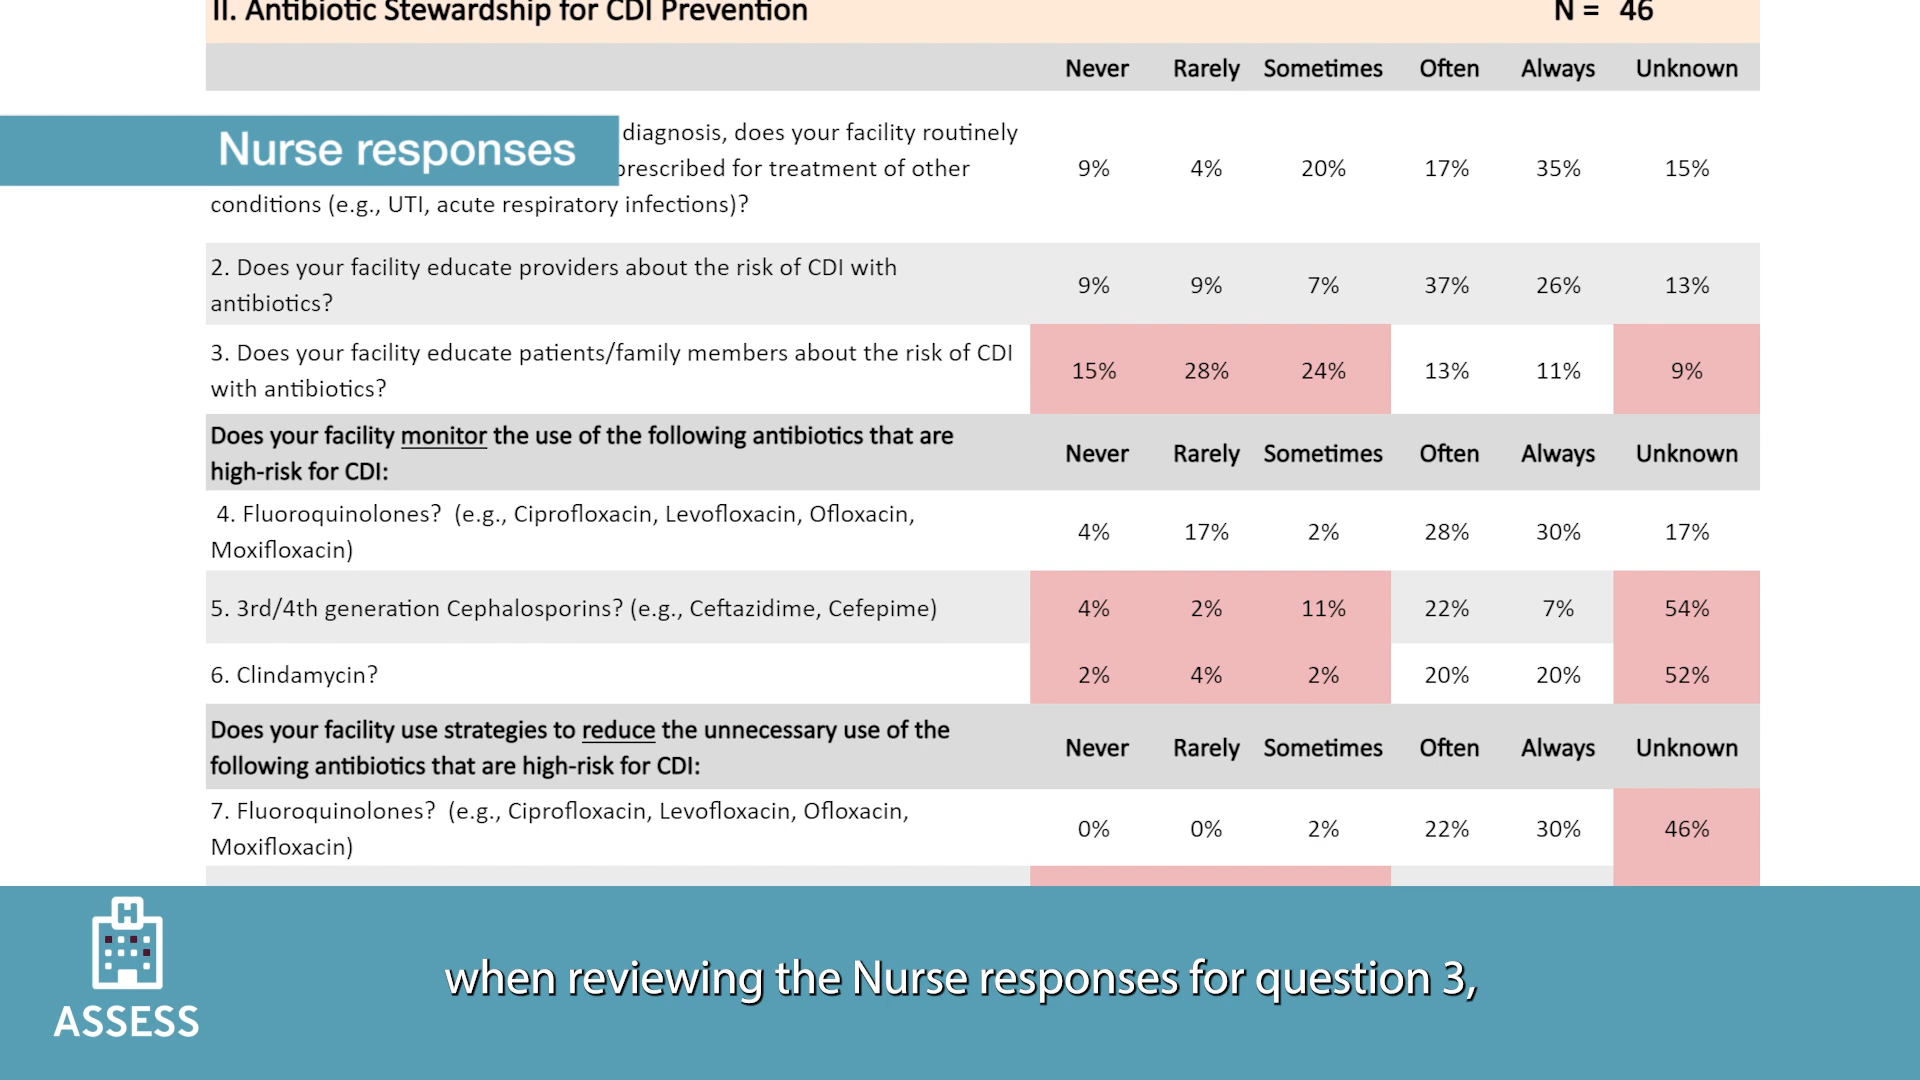 II. Antibiotic Stewardship for CDI Prevention N = 46
Never Rarely Sometimes Often Always Unknown
Nurse responses
diagnosis, does your facility routinely
prescribed for treatment of other
conditions (e.g., UTI, acute respiratory infections)?
9% 4% 20% 17% 35% 15%
2. Does your facility educate providers about the risk of CDI with
antibiotics?
9% 9% 7% 37% 26% 13%
3. Does your facility educate patients/family members about the risk of CDI
with antibiotics?
15% 28% 24% 13% 11% 9%
Does your facility monitor the use of the following antibiotics that are
high-risk for CDI:
Never Rarely Sometimes Often Always Unknown
4. Fluoroquinolones? (e.g., Ciprofloxacin, Levofloxacin, Ofloxacin,
Moxifloxacin)
4% 17% 2% 28% 30% 17%
5. 3rd/4th generation Cephalosporins? (e.g., Ceftazidime, Cefepime) 4% 2% 11% 22% 7% 54%
6. Clindamycin? 2% 4% 2% 20% 20% 52%
Does your facility use strategies to reduce the unnecessary use of the
following antibiotics that are high-risk for CDI:
Never Rarely Sometimes Often Always Unknown
7. Fluoroquinolones? (e.g., Ciprofloxacin, Levofloxacin, Ofloxacin,
Moxifloxacin)
0% 0% 2% 22% 30% 46%
H
ASSESS
when reviewing the Nurse responses for question 3,